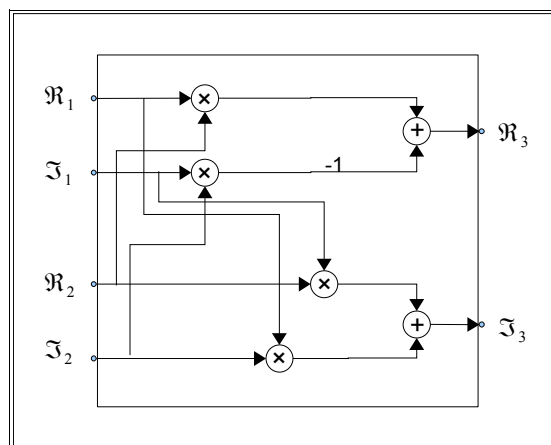 ℜ1
ℑ1
ℜ2
ℑ2
×
×
×
×
-1
+
+
ℜ3
ℑ3